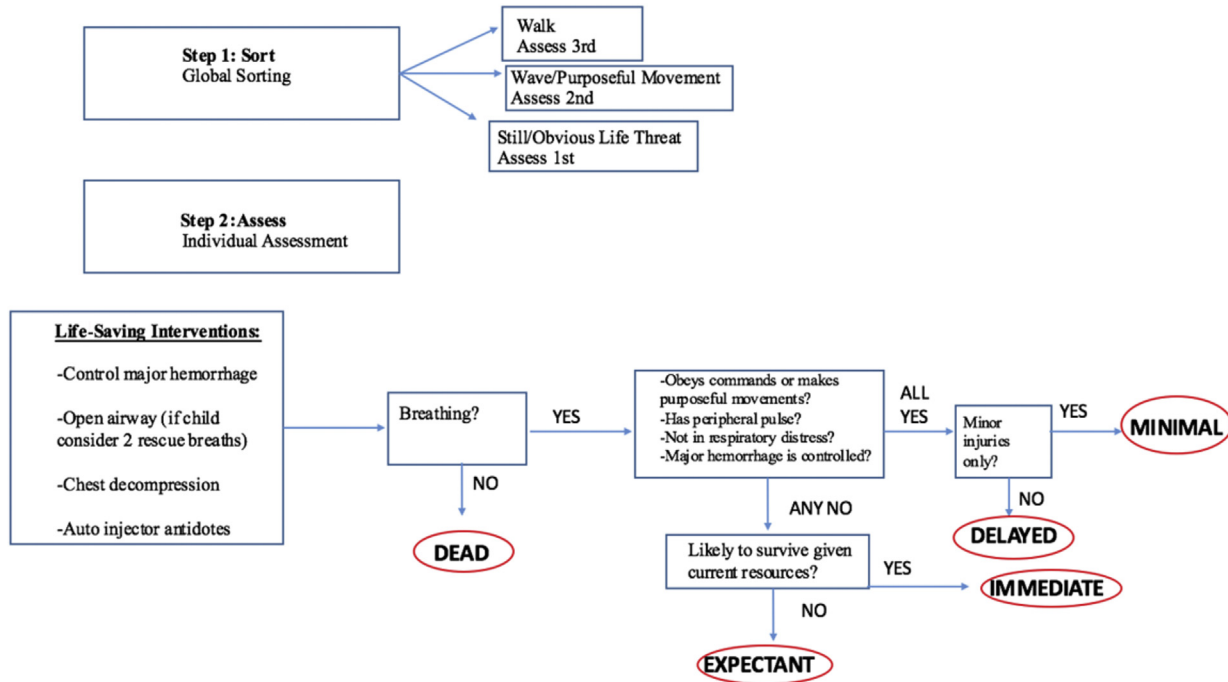 Step 1: Sort
Global Sorting
Walk
Assess 3rd
Wave/Purposeful Movement
Assess 2nd
Still/Obvious Life Threat
Assess 1st
Step 2: Assess
Individual Assessment
Life-Saving Interventions:
-Control major hemorrhage
-Open airway (if child
consider 2 rescue breaths)
-Chest decompression
-Auto injector antidotes
Breathing?
YES
NO
DEAD
-Obeys commands or makes
purposeful movements?
-Has peripheral pulse?
-Not in respiratory distress?
-Major hemorrhage is controlled?
ALL
YES
Minor
injuries
only?
YES
MINIMAL
NO
DELAYED
ANY NO
Likely to survive given
current resources?
YES
IMMEDIATE
NO
EXPECTANT